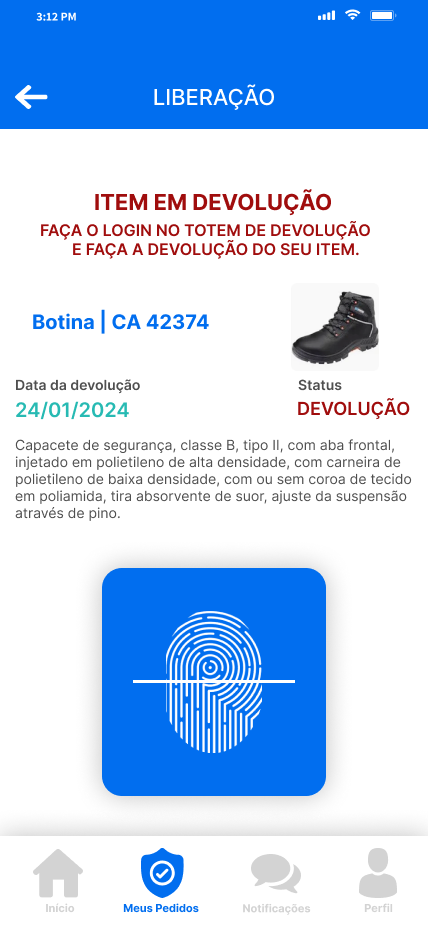 3:12 PM
LIBERAÇÃO
ITEM EM DEVOLUÇÃO
FAÇA O LOGIN NO TOTEM DE DEVOLUÇÃO
E FAÇA A DEVOLUÇÃO DO SEU ITEM.
Botina | CA 42374
Data da devolução
Status
24/01/2024
DEVOLUÇÃO
Capacete de segurança, classe B, tipo II, com aba frontal,
injetado em polietileno de alta densidade, com carneira de
polietileno de baixa densidade, com ou sem coroa de tecido
em poliamida, tira absorvente de suor, ajuste da suspensão
através de pino.
Início
Meus Pedidos
Notificações
Perfil